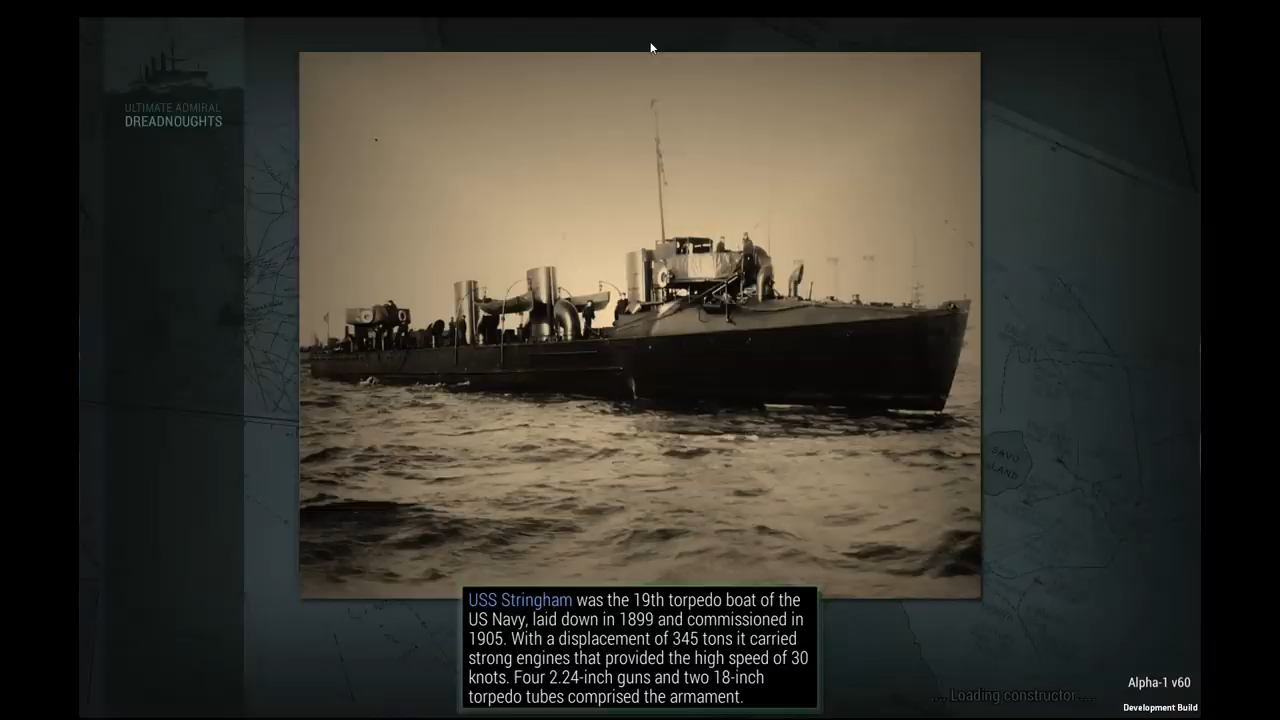 ULTIMATE ADMIRAL
DREADNOUGHTS
SAVO
ISLAND
USS Stringham was the 19th torpedo boat of the
US Navy, laid down in 1899 and commissioned in
1905. With a displacement of 345 tons it carried
strong engines that provided the high speed of 30
knots. Four 2.24-inch guns and two 18-inch
torpedo tubes comprised the armament.
Alpha-1 v60
.... Loading constructor.....
Development Build